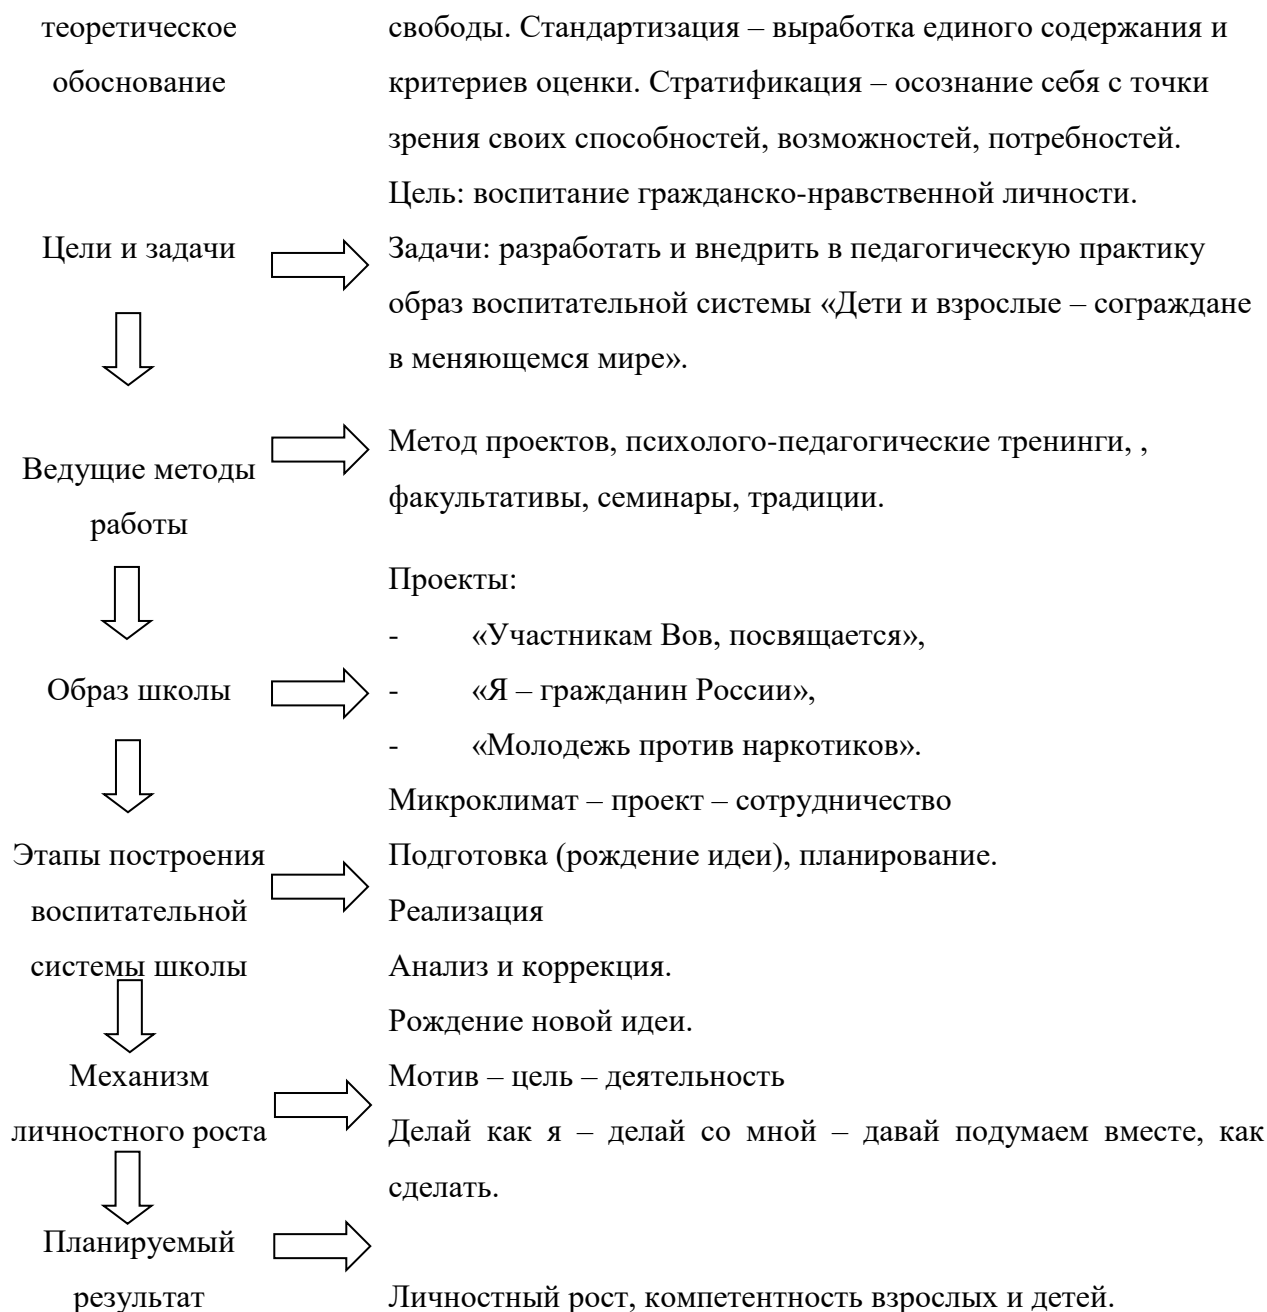 теоретическое
обоснование
свободы. Стандартизация – выработка единого содержания и
критериев оценки. Стратификация – осознание себя с точки
зрения своих способностей, возможностей, потребностей.
Цель: воспитание гражданско-нравственной личности.
Цели и задачи
Задачи: разработать и внедрить в педагогическую практику
образ воспитательной системы «Дети и взрослые – сограждане
в меняющемся мире».
Ведущие методы
работы
Метод проектов, психолого-педагогические тренинги, ,
факультативы, семинары, традиции.
Образ школы
Проекты:
- «Участникам Вов, посвящается»,
- «Я – гражданин России»,
- «Молодежь против наркотиков».
Микроклимат – проект – сотрудничество
Этапы построения
воспитательной
системы школы
Подготовка (рождение идеи), планирование.
Реализация
Анализ и коррекция.
Рождение новой идеи.
Механизм
личностного роста
Мотив – цель – деятельность
Делай как я – делай со мной – давай подумаем вместе, как
сделать.
Планируемый
результат
Личностный рост, компетентность взрослых и детей.